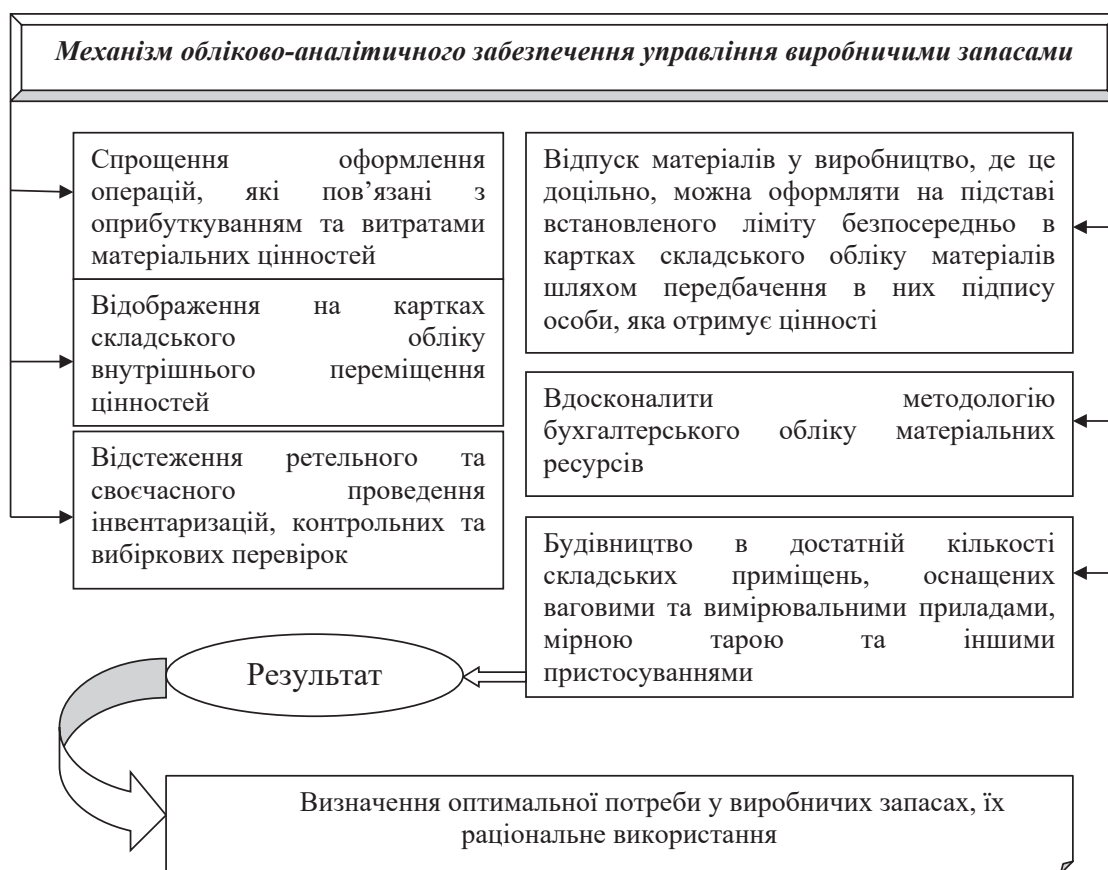 Механізм обліково-аналітичного забезпечення управління виробничими запасами
Спрощення оформлення
операцій, які пов’язані з
оприбуткуванням та витратами
матеріальних цінностей
Відображення на картках
складського обліку
внутрішнього переміщення
цінностей
Відстеження ретельного та
своєчасного проведення
інвентаризацій, контрольних та
вибіркових перевірок
Відпуск матеріалів у виробництво, де це
доцільно, можна оформляти на підставі
встановленого ліміту безпосередньо в
картках складського обліку матеріалів
шляхом передбачення в них підпису
особи, яка отримує цінності
Вдосконалити методологію
бухгалтерського обліку матеріальних
ресурсів
Будівництво в достатній кількості
складських приміщень, оснащених
ваговими та вимірювальними приладами,
мірною тарою та іншими
пристосуваннями
Результат
Визначення оптимальної потреби у виробничих запасах, їх
раціональне використання